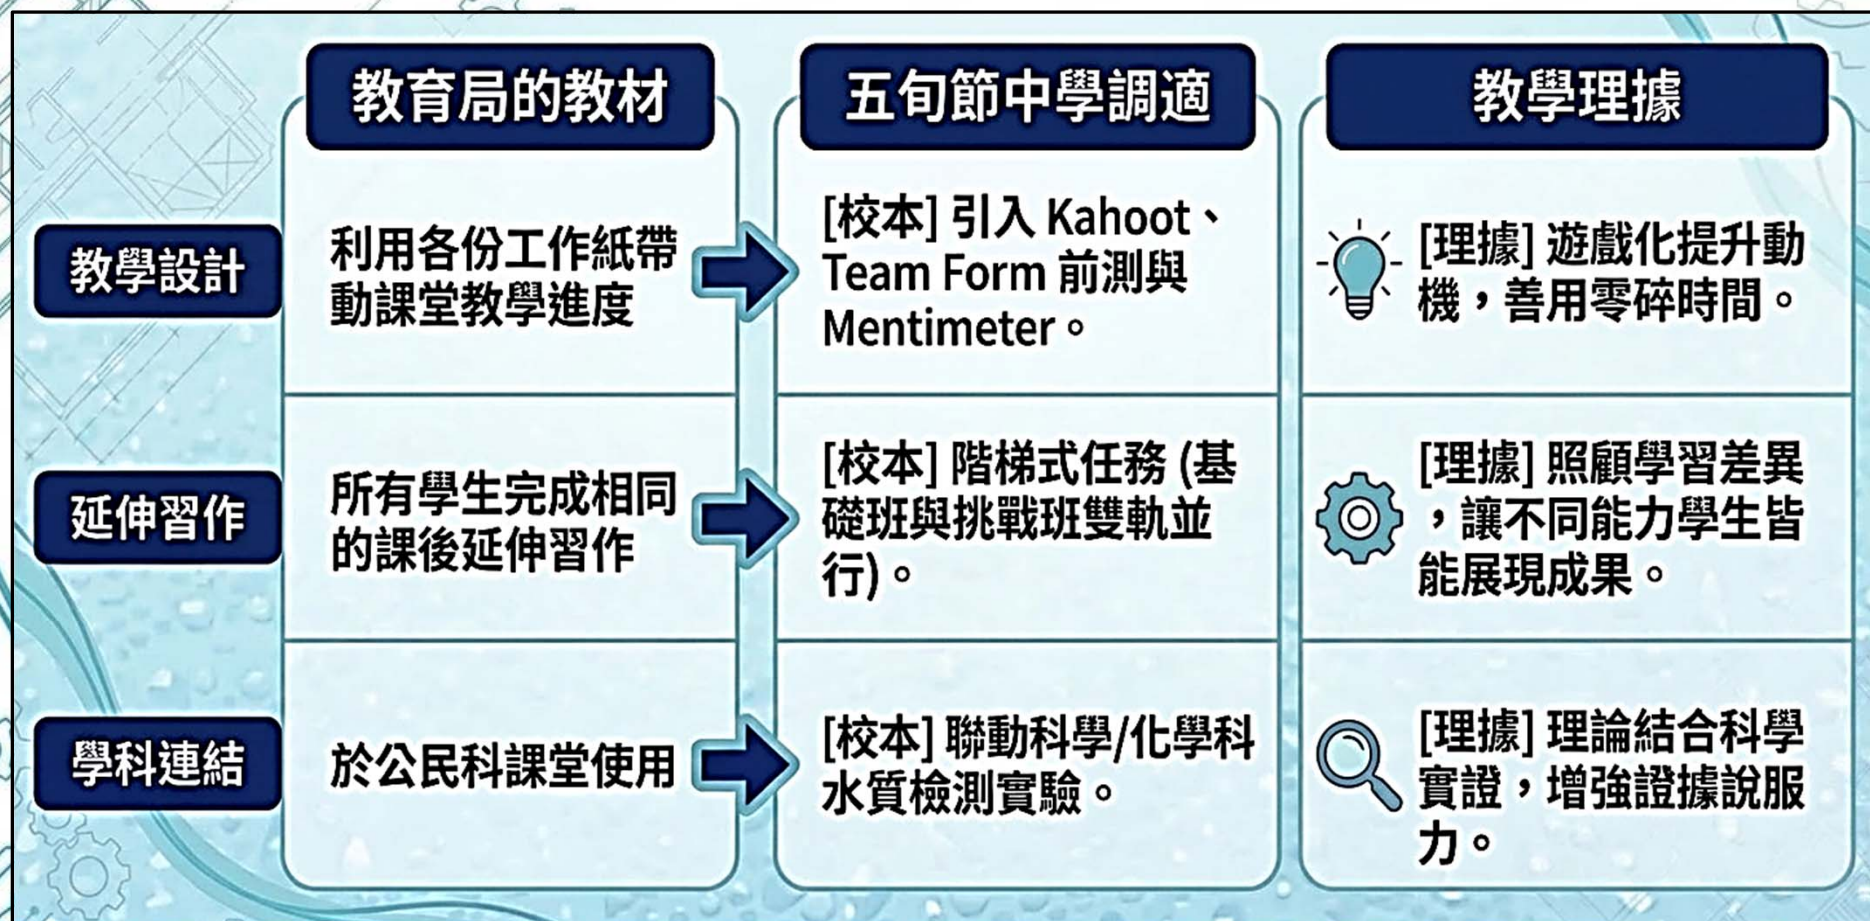 教育局的教材
五旬節中學調適
教學理據
教學設計
利用各份工作紙帶
動課堂教學進度
[校本] 引入 Kahoot、
Team Form 前測與
Mentimeter。
[理據] 遊戲化提升動
機，善用零碎時間。
延伸習作
所有學生完成相同
的課後延伸習作
[校本] 階梯式任務 (基
礎班與挑戰班雙軌並
行)。
[理據] 照顧學習差異
，讓不同能力學生皆
能展現成果。
學科連結
於公民科課堂使用
[校本] 聯動科學/化學科
水質檢測實驗。
[理據] 理論結合科學
實證，增強證據說服
力。